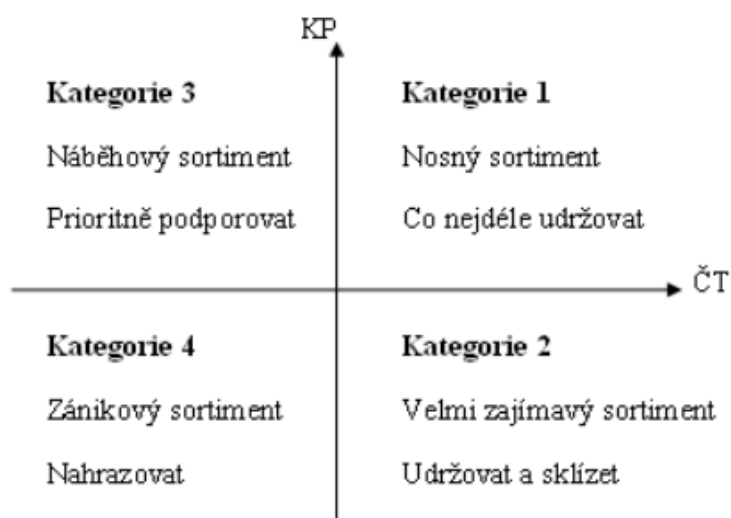 KP
Kategorie 3
Náběhový sortiment
Prioritně podporovat
Kategorie 1
Nosný sortiment
Co nejdéle udržovat
ČT
Kategorie 4
Zánikový sortiment
Nahrazovat
Kategorie 2
Velmi zajímavý sortiment
Udržovat a sklízet